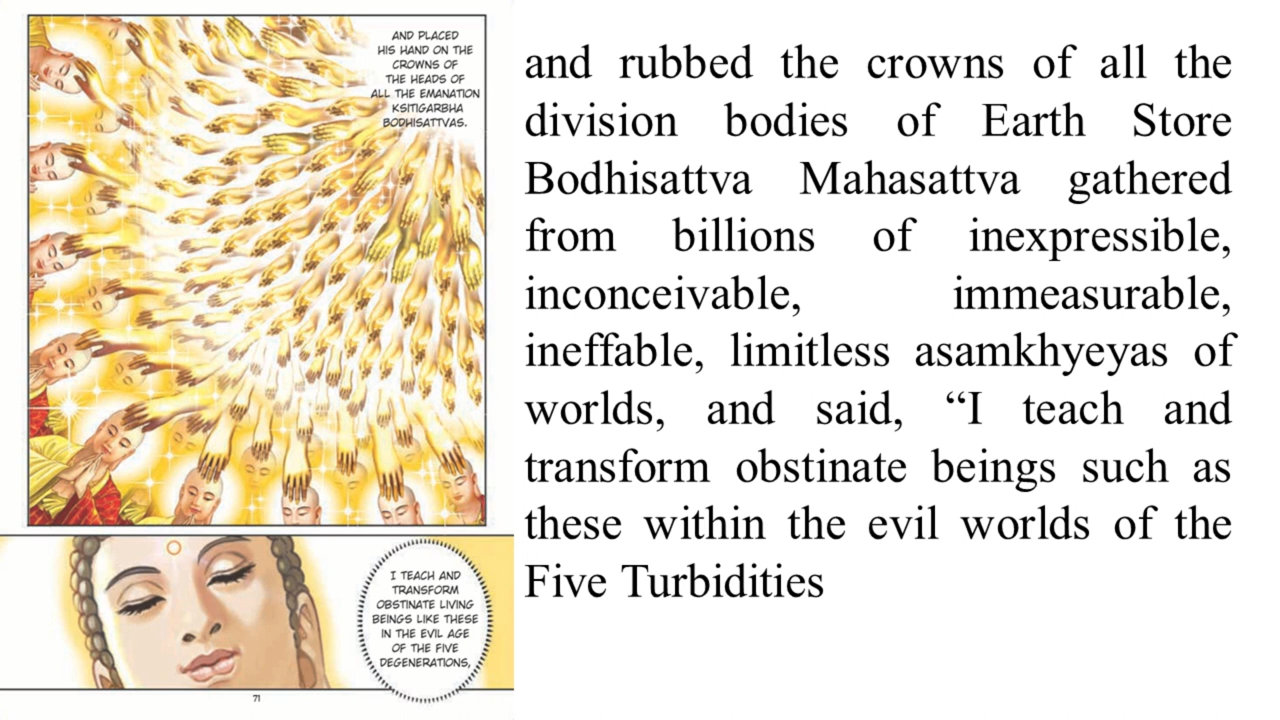 AND PLACED
HIS HAND ON THE
CROWNS OF
THE HEADS OF
ALL THE EMANATION
KSITIGARBHA
BODHISATTVAS.
I TEACH AND
TRANSFORM
OBSTINATE LIVING
BEINGS LIKE THESE
IN THE EVIL AGE
OF THE FIVE
DEGENERATIONS,
71
and rubbed the crowns of all the
division bodies of Earth Store
Bodhisattva Mahasattva gathered
from billions of inexpressible,
inconceivable, immeasurable,
ineffable, limitless asamkhyeyas of
worlds, and said, “I teach and
transform obstinate beings such as
these within the evil worlds of the
Five Turbidities